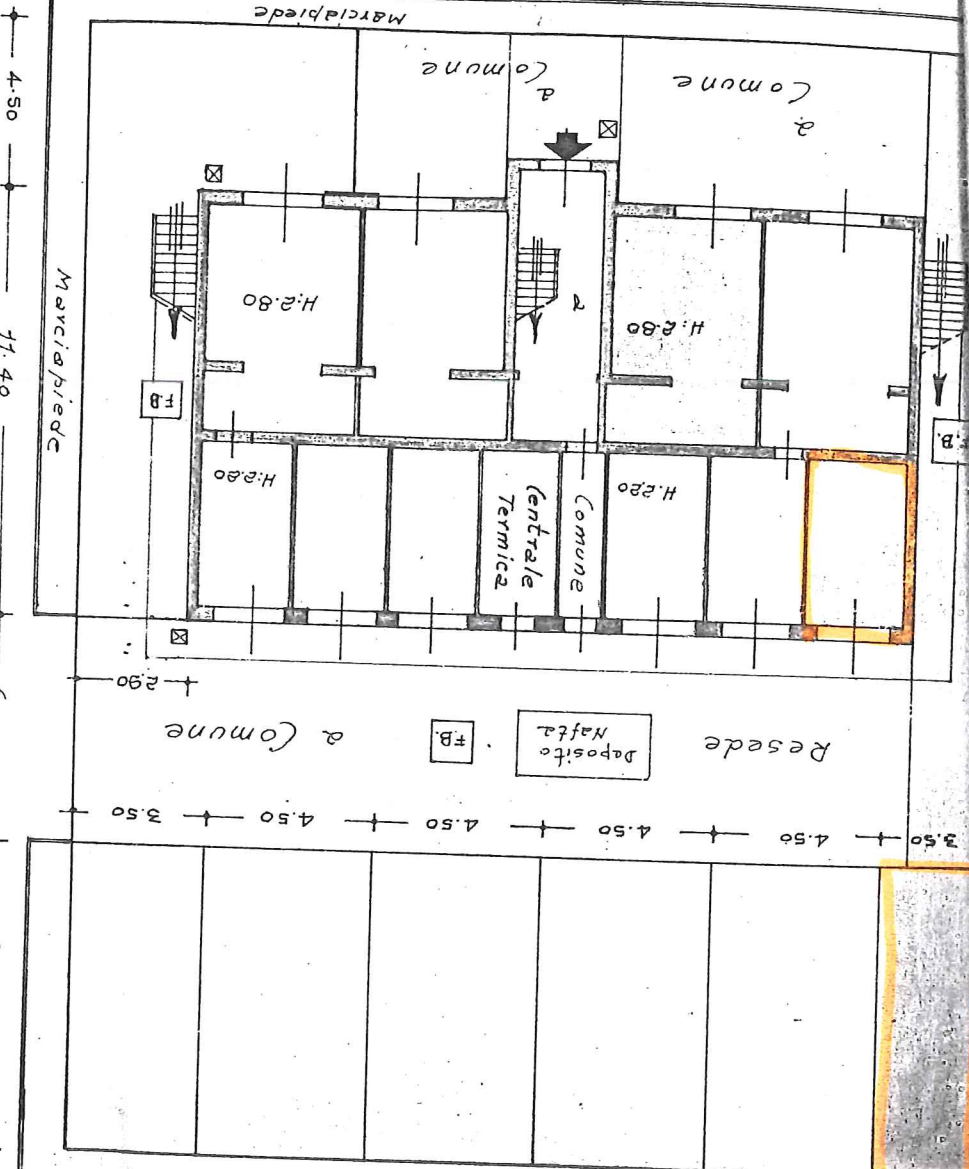 3.50 4.50 4.50 4.50 4.50 3.50
Resede
Deposito
Nafta
F.B.
a Comune
2.90
H.2.20
Comune
Centrale
Termica
H.2.20
F.B.
H:2.80
a
H:2.80
F.B.
a
Comune
a
Comune
Marciapiede
Marciapiede
11.40
4.50